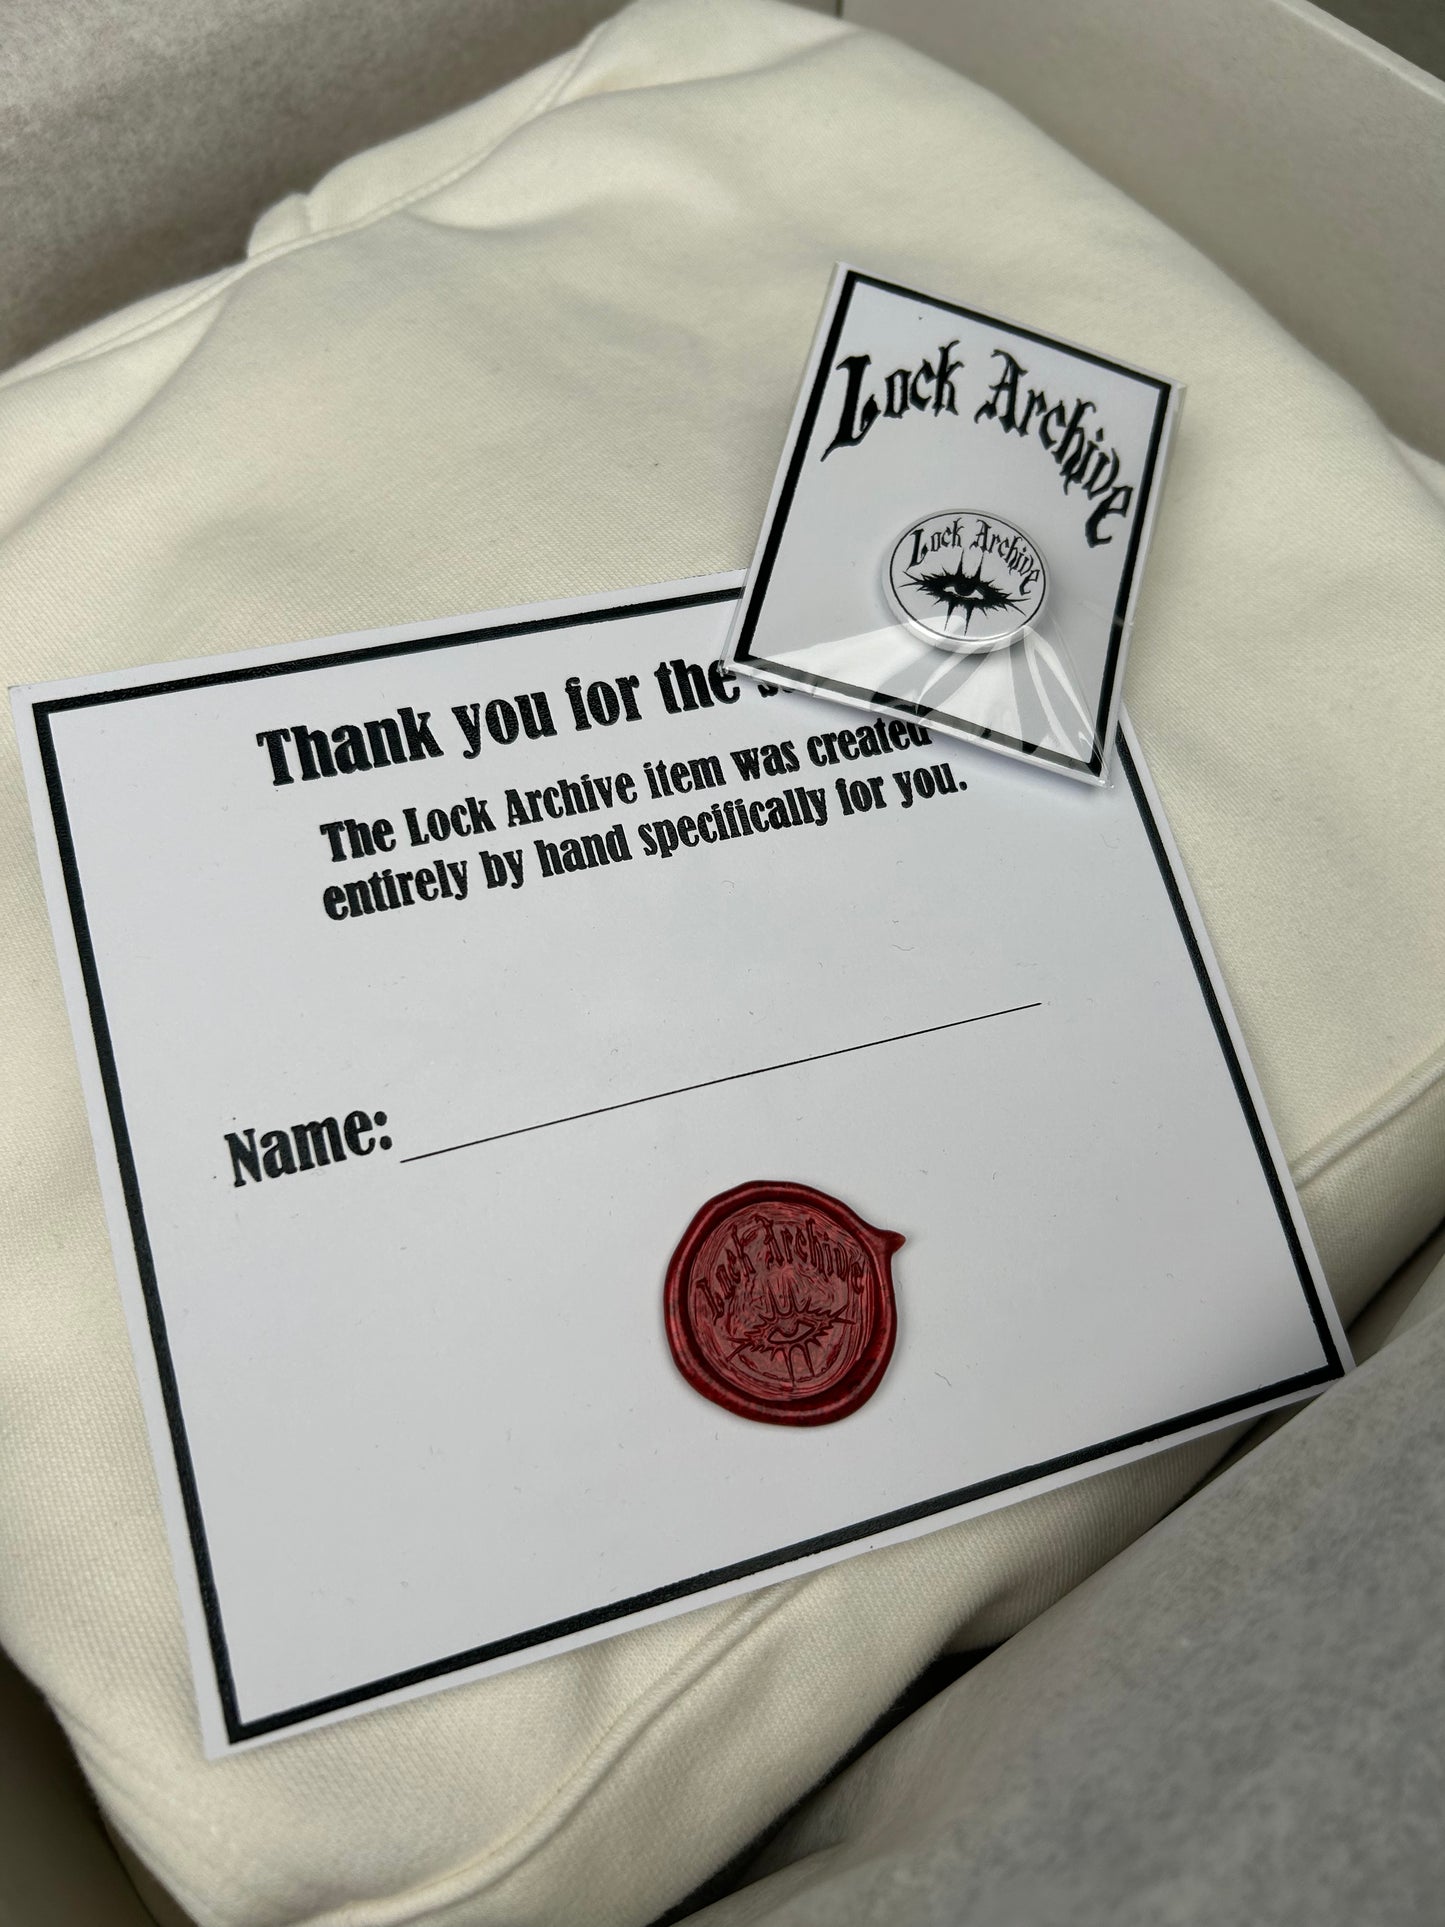 Lock Archive
Lock Archive
Thank you for the
The Lock Archive item was created
entirely by hand specifically for you.
Name:
Lock Archive